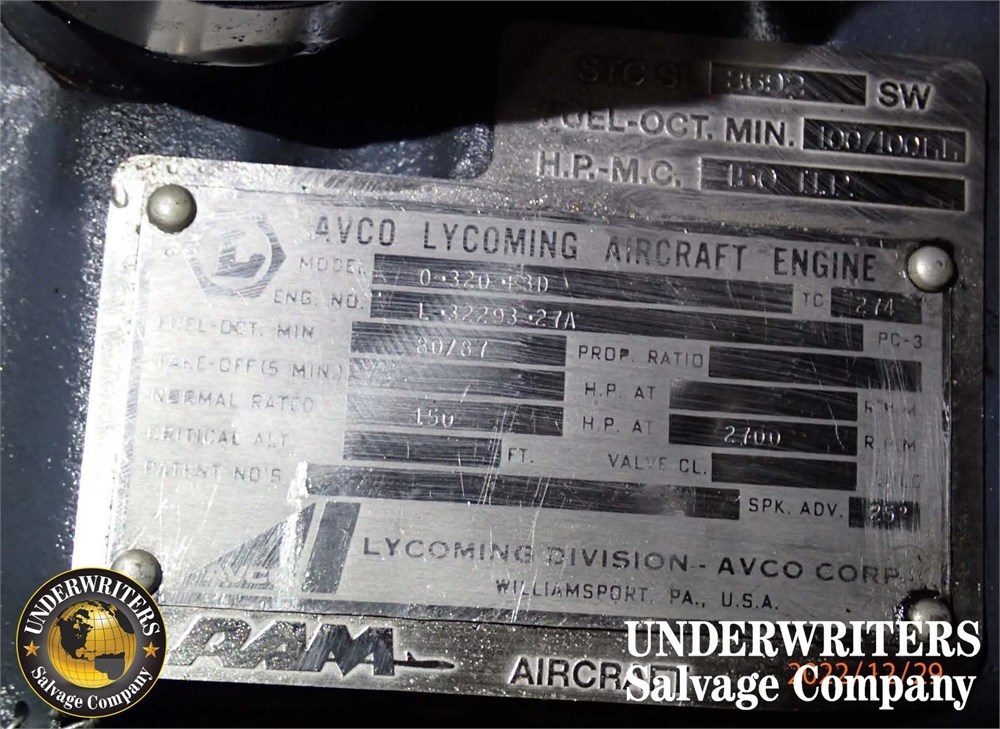 STC SE 3692 SW
FUEL-OCT. MIN. 100/100LL
H.P.-M.C. 150 H.P.
L AVCO LYCOMING AIRCRAFT ENGINE
MODEL O-320-E3D TC 274
ENG. NO. L-32293-27A PC-3
FUEL-OCT. MIN 80/87 PROP. RATIO
TAKE-OFF (5 MIN.) H.P. AT R.P.M.
NORMAL RATED 150 H.P. AT 2700 R.P.M
CRITICAL ALT. FT. VALVE CL.
PATENT NO'S SPK. ADV. 25°
LYCOMING DIVISION - AVCO CORP.
WILLIAMSPORT, PA., U.S.A.
RAM AIRCRAFT
2022/12/29
UNDERWRITERS
Salvage Company
UNDERWRITERS
Salvage Company